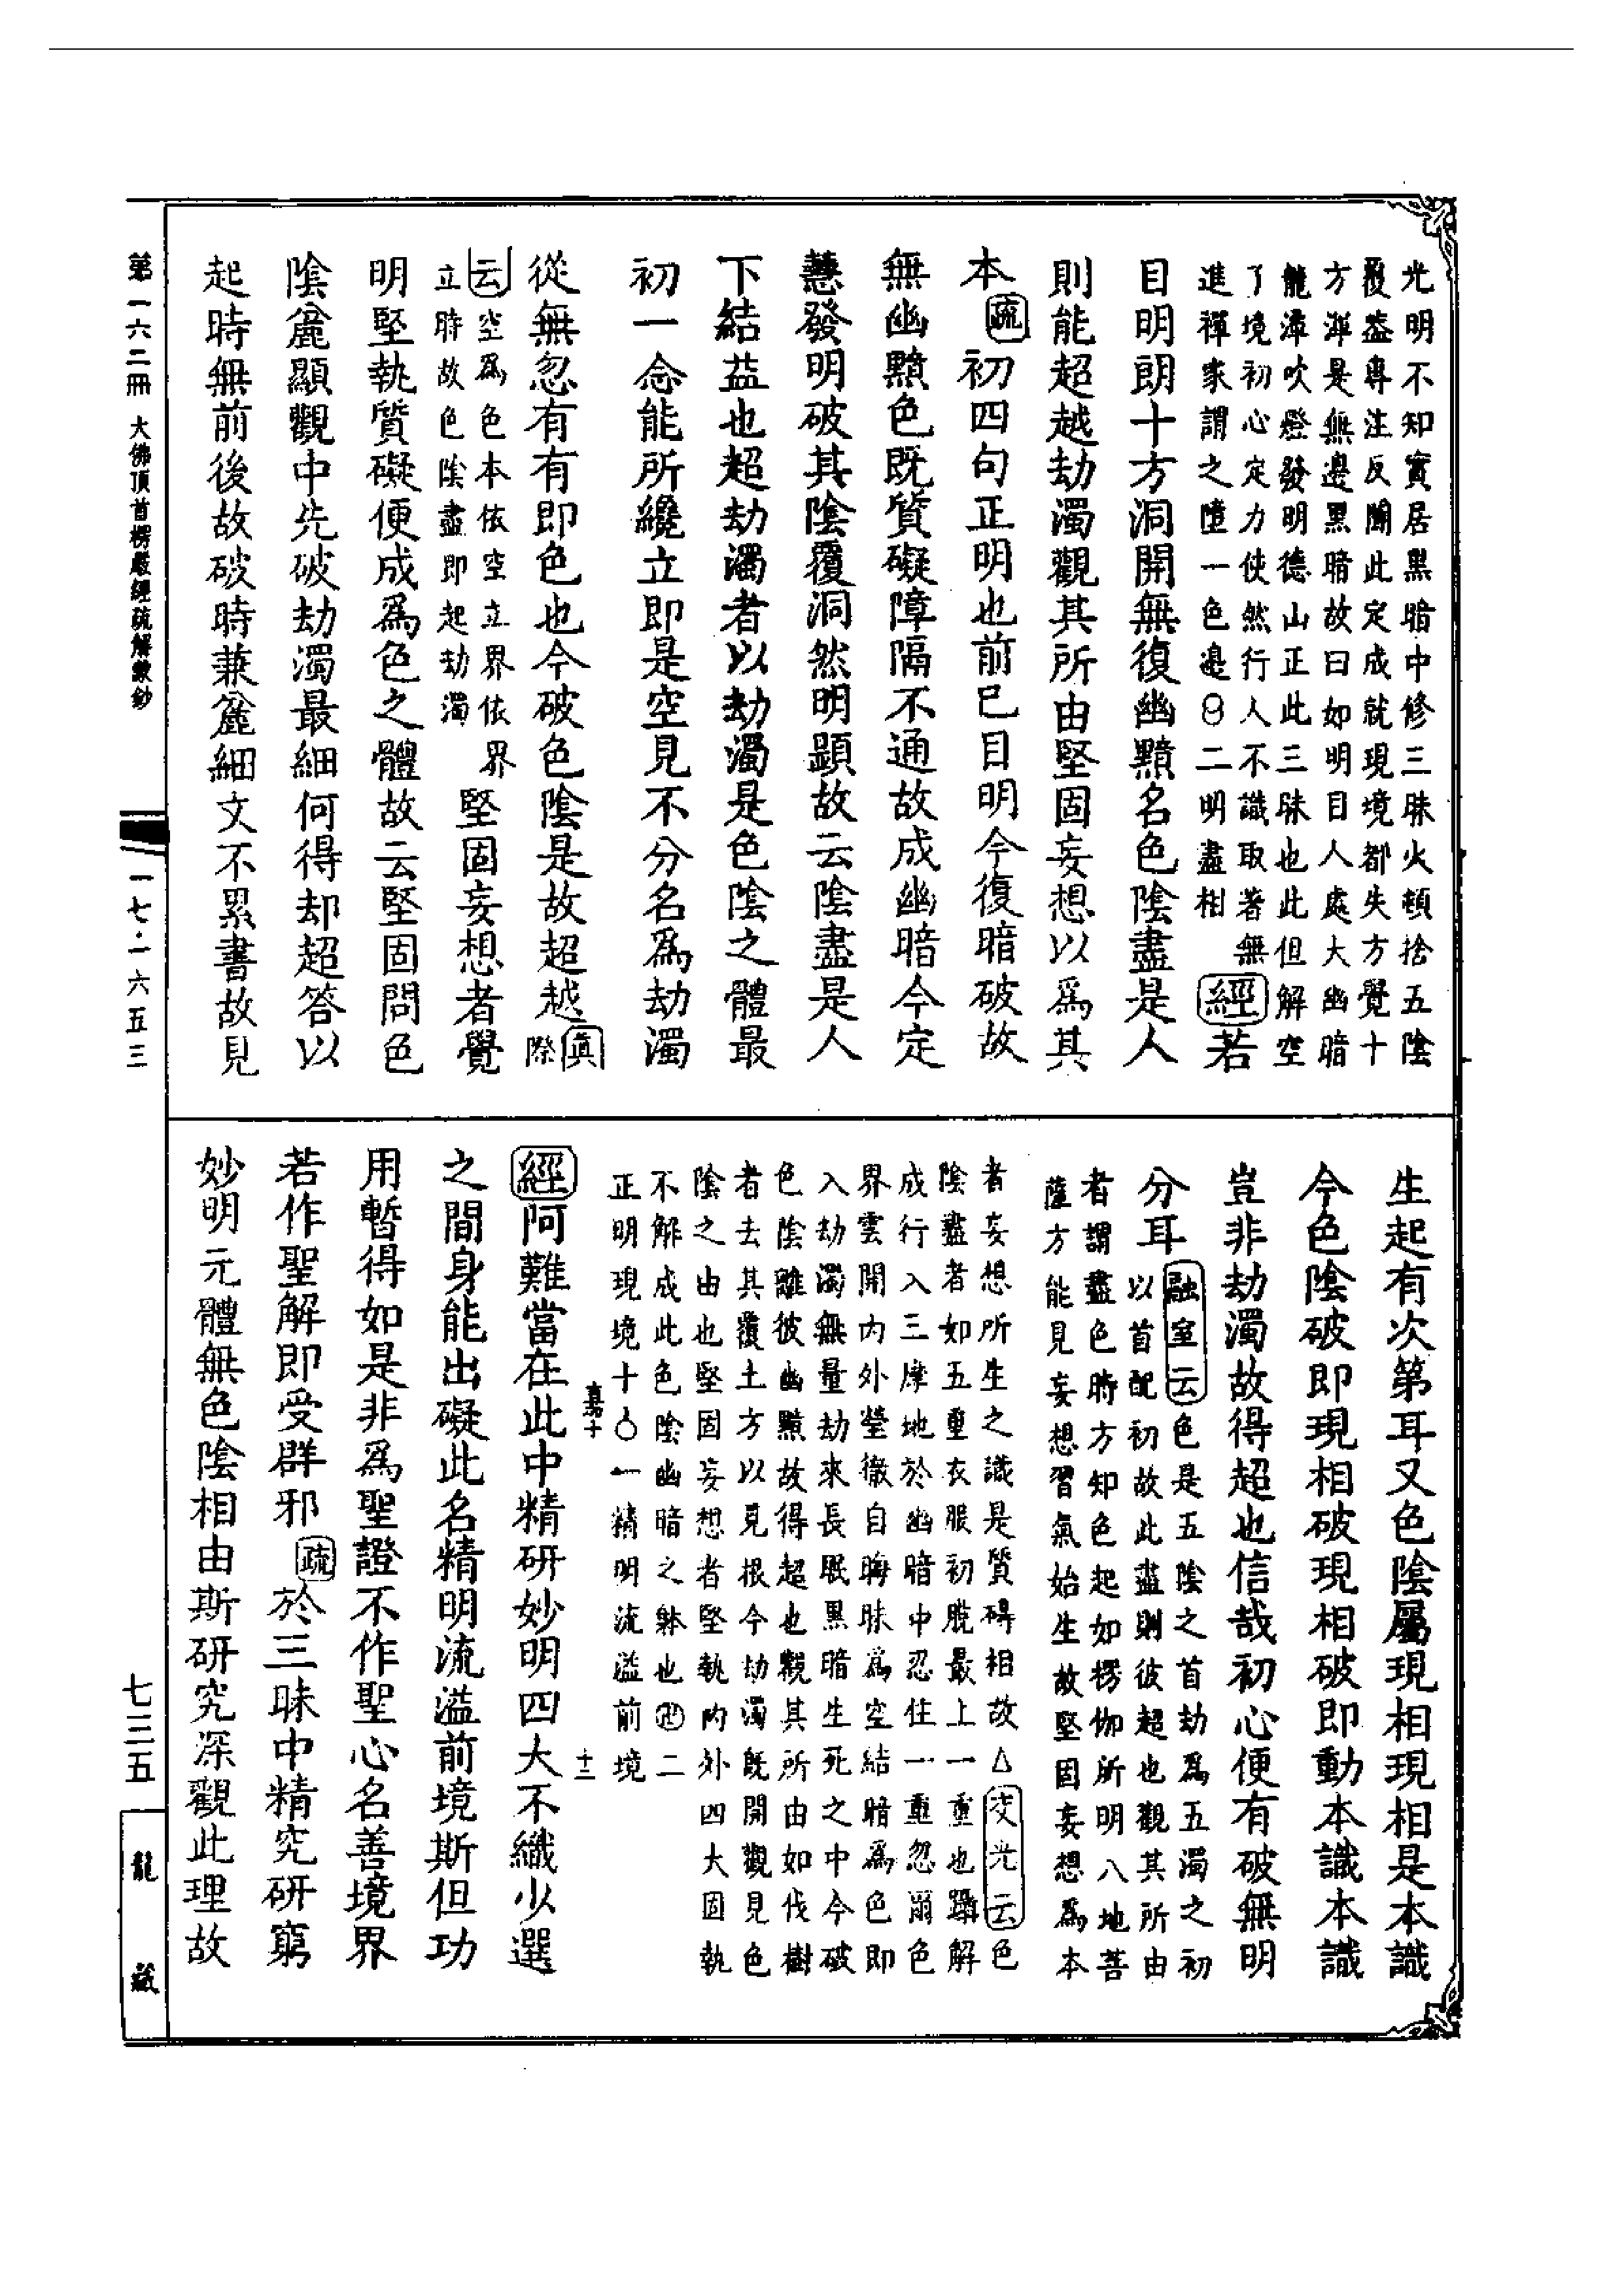 光明不知實居黑暗中修三昧火頓捨五陰
覆葢專注反聞此定成就現境都失方覺十
方渾是無邊黑暗故曰如明目人處大幽暗
龍潭吹燈發明德山正此三昧也此但解空
了境初心定力使然行人不識取著無
進禪家謂之墮一色邊〇二明盡相
經若
目明朗十方洞開無復幽黯名色陰盡是人
則能超越劫濁觀其所由堅固妄想以為其
本
疏
初四句正明也前已目明今復暗破故
無幽黯色既質礙障隔不通故成幽暗今定
慧發明破其陰覆洞然明顯故云陰盡是人
下結益也超劫濁者以劫濁是色陰之體最
初一念能所纔立即是空見不分名為劫濁
從無忽有有即色也今破色陰是故超越
真
際
云
空為色本依空立界依界
立時故色陰盡即起劫濁
堅固妄想者覺
明堅執質礙便成為色之體故云堅固問色
陰麄顯觀中先破劫濁最細何得却超答以
起時無前後故破時兼麄細文不累書故見
生起有次第耳又色陰屬現相現相是本識
今色陰破即現相破現相破即動本識本識
豈非劫濁故得超也信哉初心便有破無明
分耳
融室云
色是五陰之首劫為五濁之初
以首配初故此盡則彼超也觀其所由
者謂盡色時方知色起如楞伽所明八地菩
薩方能見妄想習氣始生故堅固妄想為本
者妄想所生之識是質碍相故△
交光云
色
陰盡者如五重衣服初脫最上一重也躡解
成行入三摩地於幽暗中忍住一重忽爾色
界雲開內外瑩徹自晦昧為空結暗為色即
入劫濁無量劫來長眠黑暗生死之中今破
色陰離彼幽黯故得超也觀其所由如伐樹
者去其覆土方以見根今劫濁既開觀見色
陰之由也堅固妄想者堅執內外四大固執
不解成此色陰幽暗之躰也㊣二
正明現境十〇一精明流溢前境
嘉十
十二
經
阿難當在此中精研妙明四大不織少選
之間身能出礙此名精明流溢前境斯但功
用暫得如是非為聖證不作聖心名善境界
若作聖解即受群邪
疏
於三昧中精究研窮
妙明元體無色陰相由斯研究深觀此理故
第一六二冊 大佛頂首楞嚴經疏解蒙鈔
一七·一六五三
七三五
龍藏